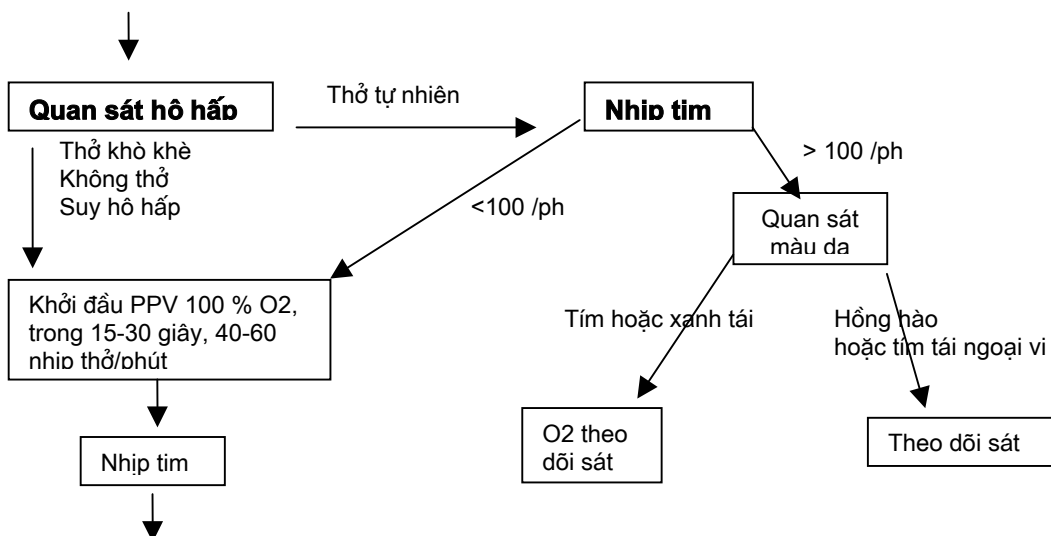 Quan sát hô hấp
Thở tự nhiên
Nhịp tim
Thở khò khè
Không thở
Suy hô hấp
<100 /ph
> 100 /ph
Quan sát
màu da
Khởi đầu PPV 100 % O2,
trong 15-30 giây, 40-60
nhịp thở/phút
Tím hoặc xanh tái
Hồng hào
hoặc tím tái ngoại vi
Nhịp tim
O2 theo
dõi sát
Theo dõi sát